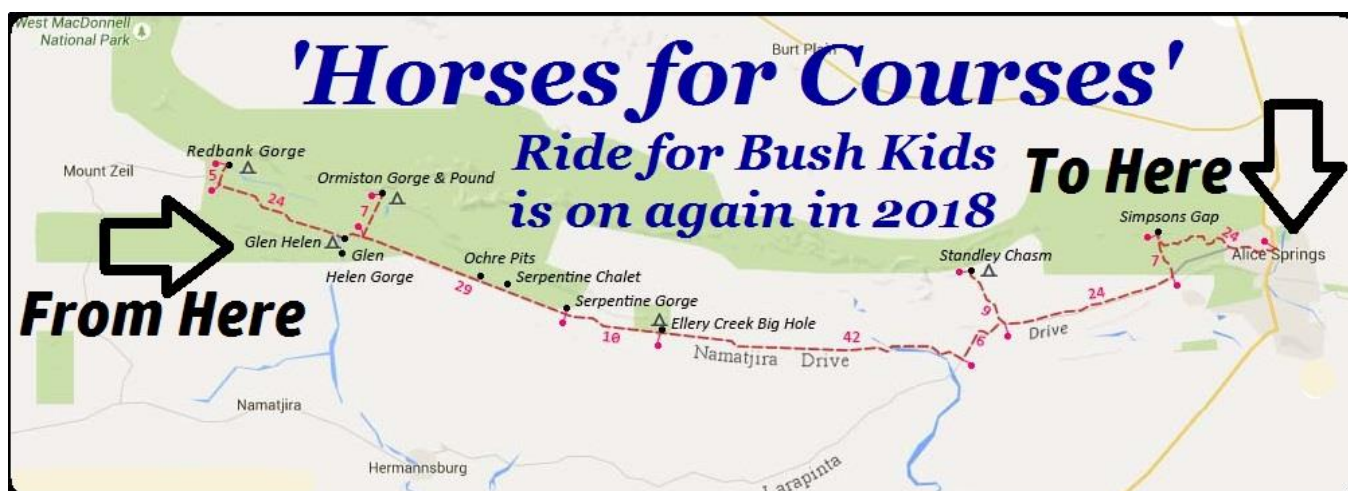 West MacDonnell
National Park
'Horses for Courses'
Burt Plain
Ride for Bush Kids
is on again in 2018
To Here
Redbank Gorge
Mount Zeil
5
24
Ormiston Gorge & Pound
7
Glen Helen
Glen
Helen Gorge
From Here
Ochre Pits
Serpentine Chalet
29
Serpentine Gorge
10
Ellery Creek Big Hole
Namatjira Drive
42
Standley Chasm
9
6
Drive
24
Simpsons Gap
7
24
Alice Springs
Namatjira
Hermannsburg
Larapinta